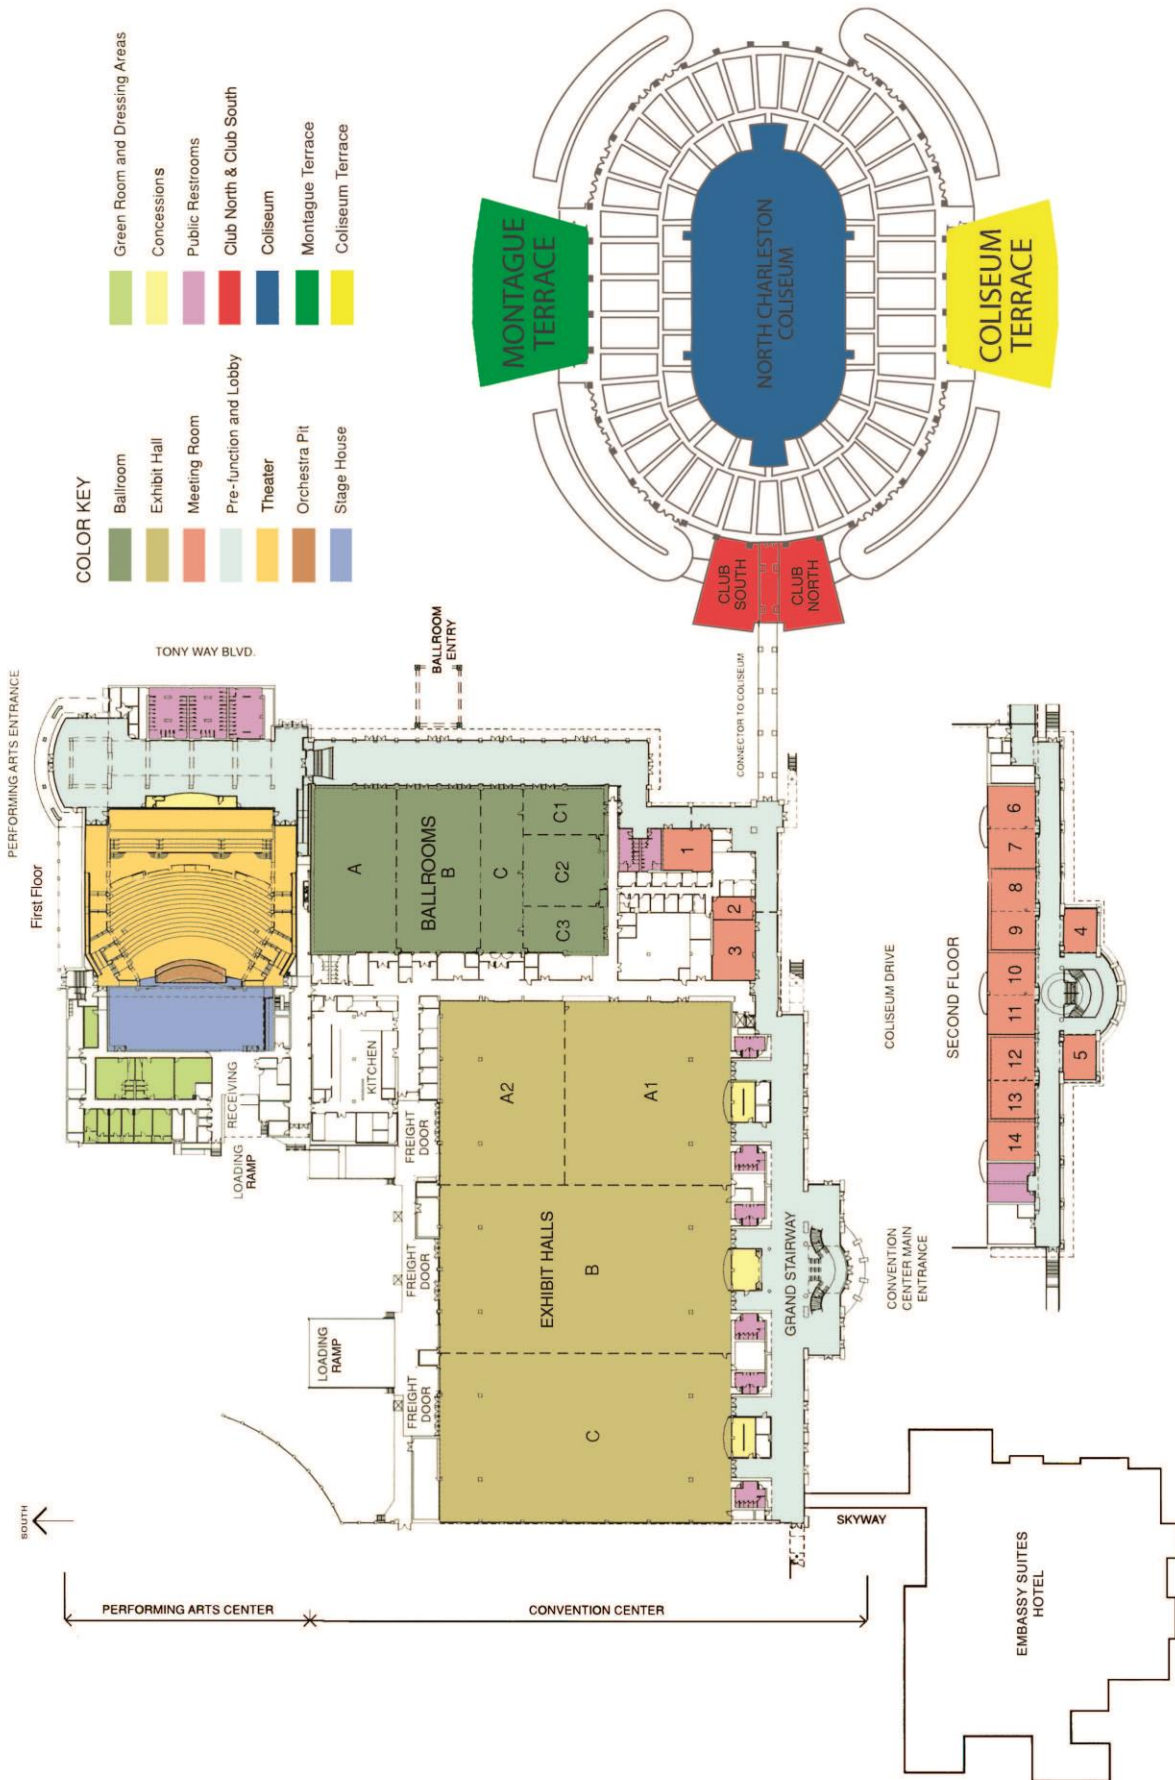 COLOR KEY
Ballroom
Exhibit Hall
Meeting Room
Pre-function and Lobby
Theater
Orchestra Pit
Stage House
Green Room and Dressing Areas
Concessions
Public Restrooms
Club North & Club South
Coliseum
Montague Terrace
Coliseum Terrace
MONTAGUE
TERRACE
NORTH CHARLESTON
COLISEUM
COLISEUM
TERRACE
CLUB
SOUTH
CLUB
NORTH
CONNECTOR TO COLISEUM
PERFORMING ARTS ENTRANCE
First Floor
TONY WAY BLVD.
BALLROOM
ENTRY
BALLROOMS
A
B
C
C1
C2
C3
1
2
3
KITCHEN
RECEIVING
LOADING
RAMP
FREIGHT
DOOR
FREIGHT
DOOR
FREIGHT
DOOR
LOADING
RAMP
EXHIBIT HALLS
A2
A1
B
C
GRAND STAIRWAY
CONVENTION
CENTER MAIN
ENTRANCE
COLISEUM DRIVE
SECOND FLOOR
14
13
12
11
10
9
8
7
6
5
4
SOUTH
PERFORMING ARTS CENTER
CONVENTION CENTER
SKYWAY
EMBASSY SUITES
HOTEL